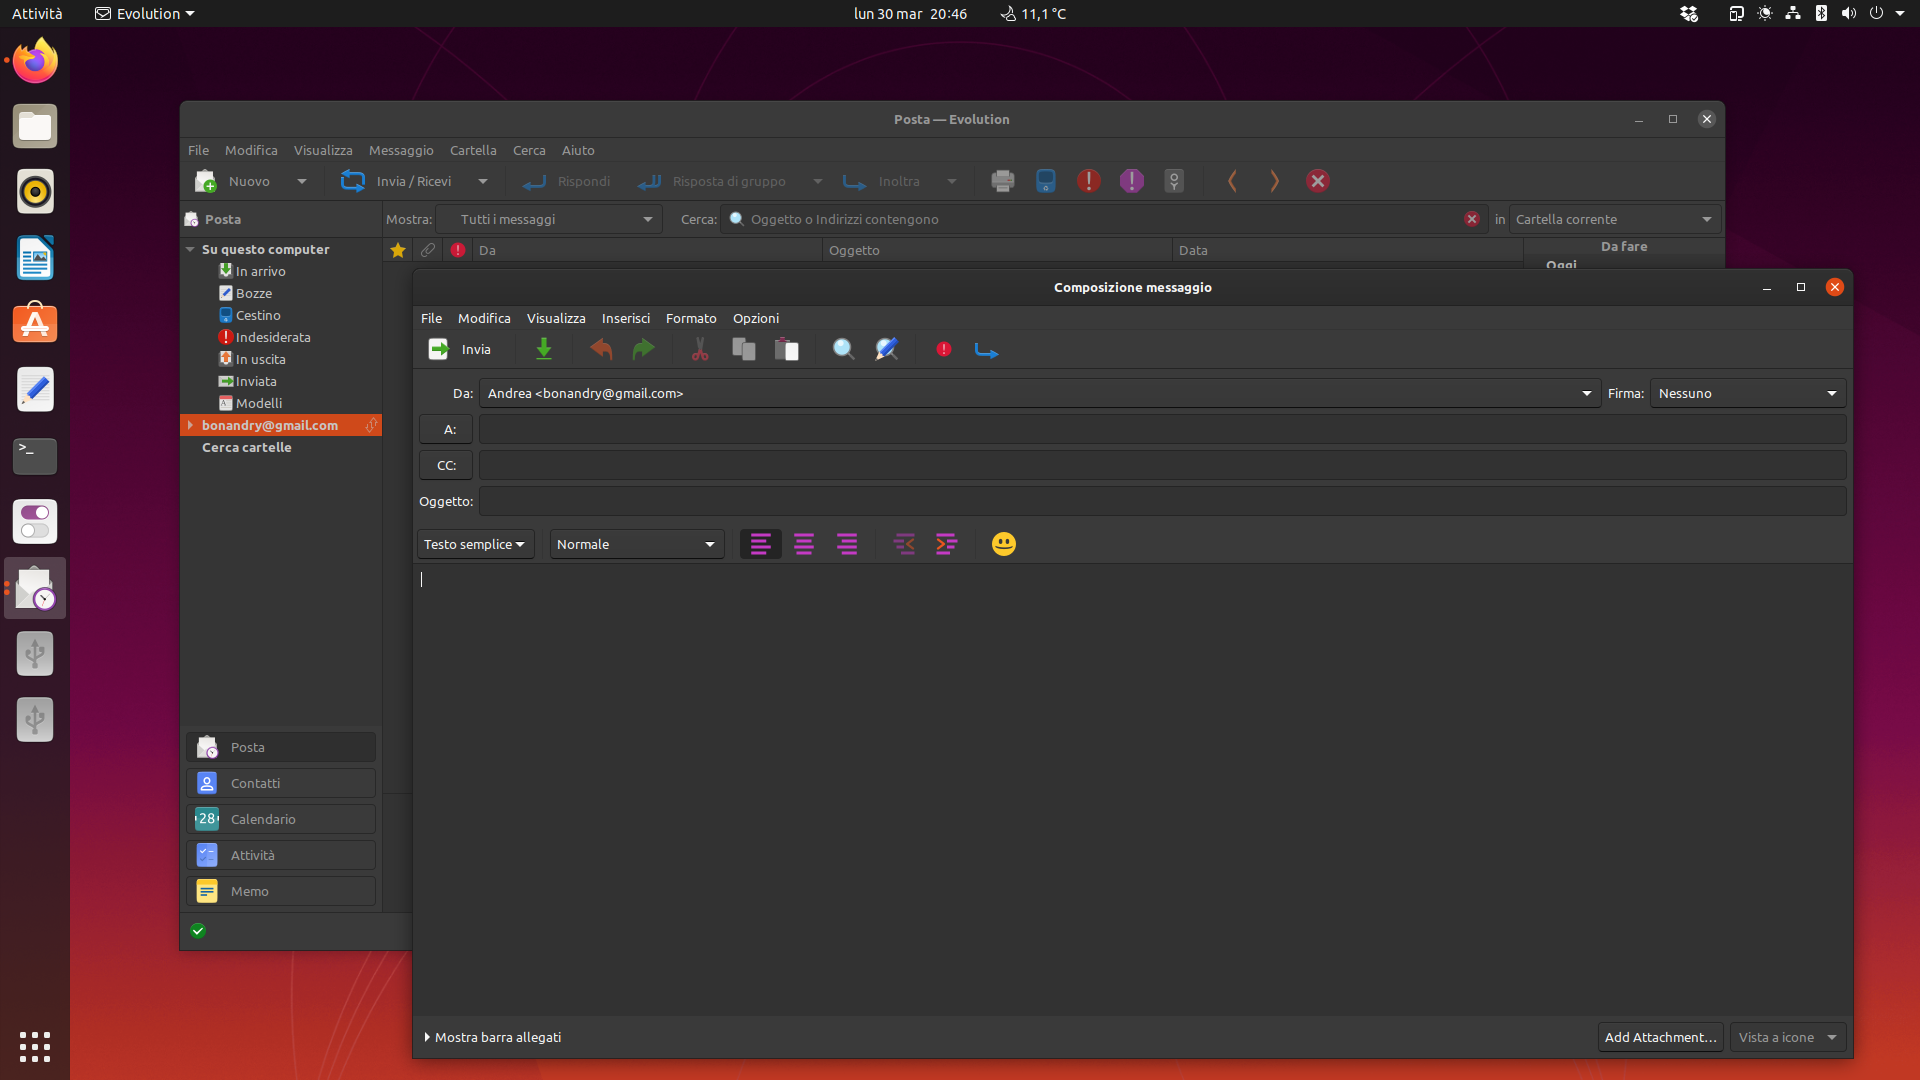 Attività Evolution lun 30 mar 20:46 11,1 °C
Posta — Evolution
File Modifica Visualizza Messaggio Cartella Cerca Aiuto
Nuovo Invia / Ricevi Rispondi Risposta di gruppo Inoltra
Posta Mostra: Tutti i messaggi Cerca: Oggetto o Indirizzi contengono in Cartella corrente
Su questo computer
Da Oggetto Data Da fare
Oggi
In arrivo
Bozze
Cestino
Indesiderata
In uscita
Inviata
Modelli
bonandry@gmail.com
Cerca cartelle
Posta
Contatti
28 Calendario
Attività
Memo
Composizione messaggio
File Modifica Visualizza Inserisci Formato Opzioni
Invia
Da: Andrea <bonandry@gmail.com> Firma: Nessuno
A:
CC:
Oggetto:
Testo semplice Normale
Mostra barra allegati Add Attachment... Vista a icone